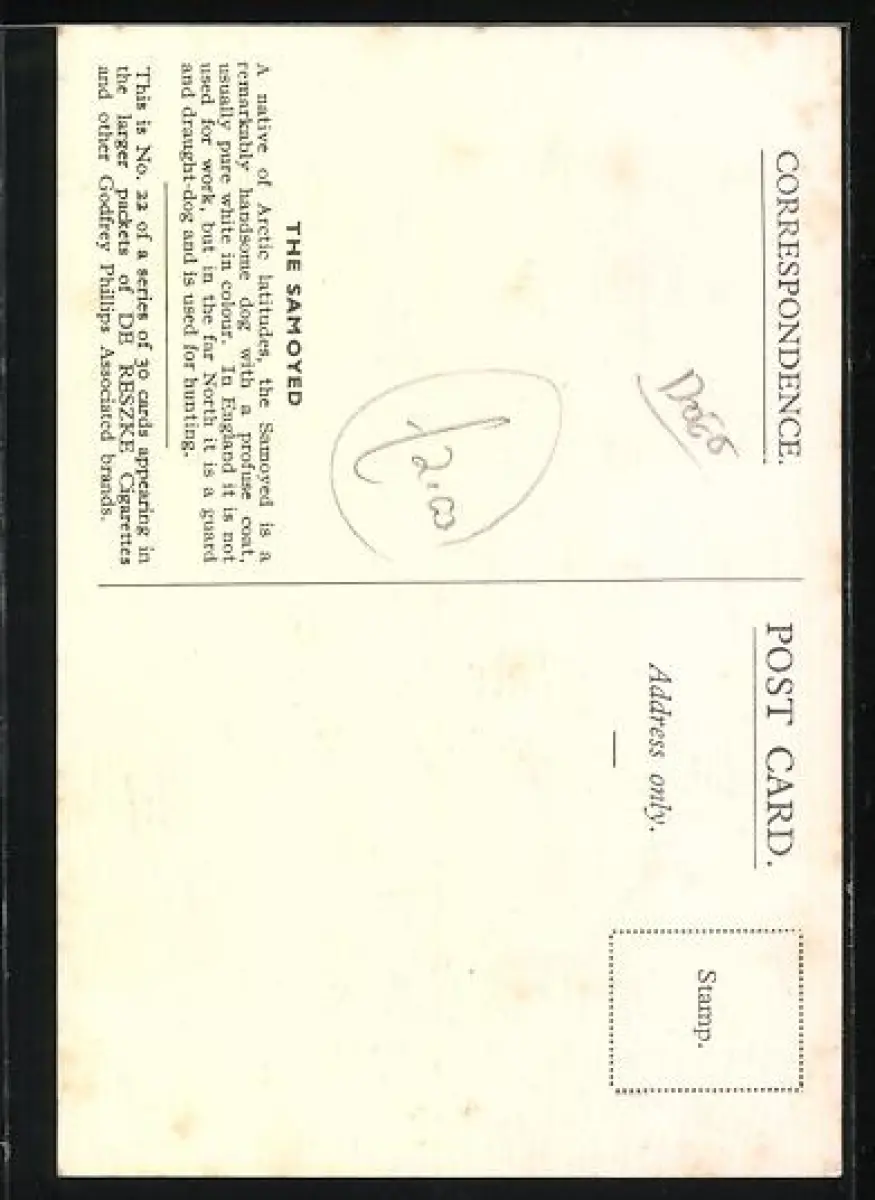 CORRESPONDENCE.
Dogs
£2.00
THE SAMOYED
A native of Arctic latitudes, the Samoyed is a
remarkably handsome dog with a profuse coat,
usually pure white in colour. In England it is not
used for work, but in the far North it is a guard
and draught-dog and is used for hunting.
This is No. 22 of a series of 30 cards appearing in
the larger packets of DE RESZKE Cigarettes
and other Godfrey Phillips Associated brands.
POST CARD.
Address only.
Stamp.